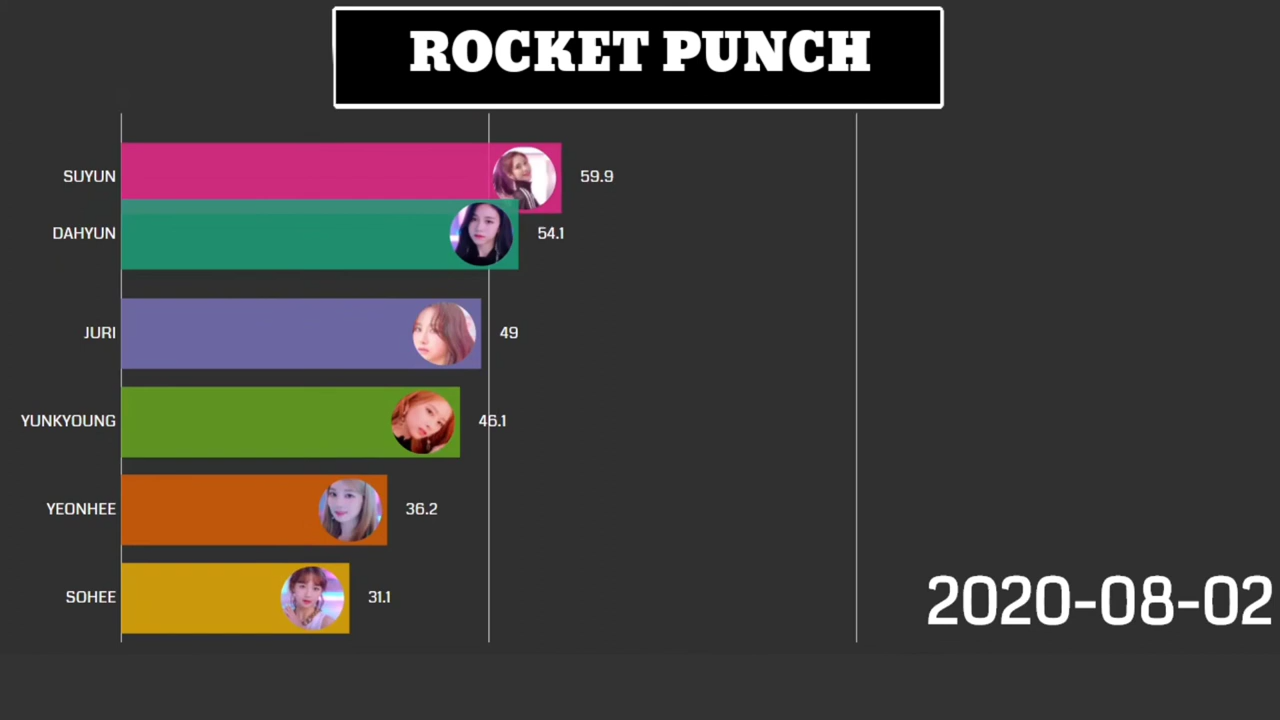 ROCKET PUNCH
SUYUN 59.9
DAHYUN 54.1
JURI 49
YUNKYOUNG 46.1
YEONHEE 36.2
SOHEE 31.1
2020-08-02